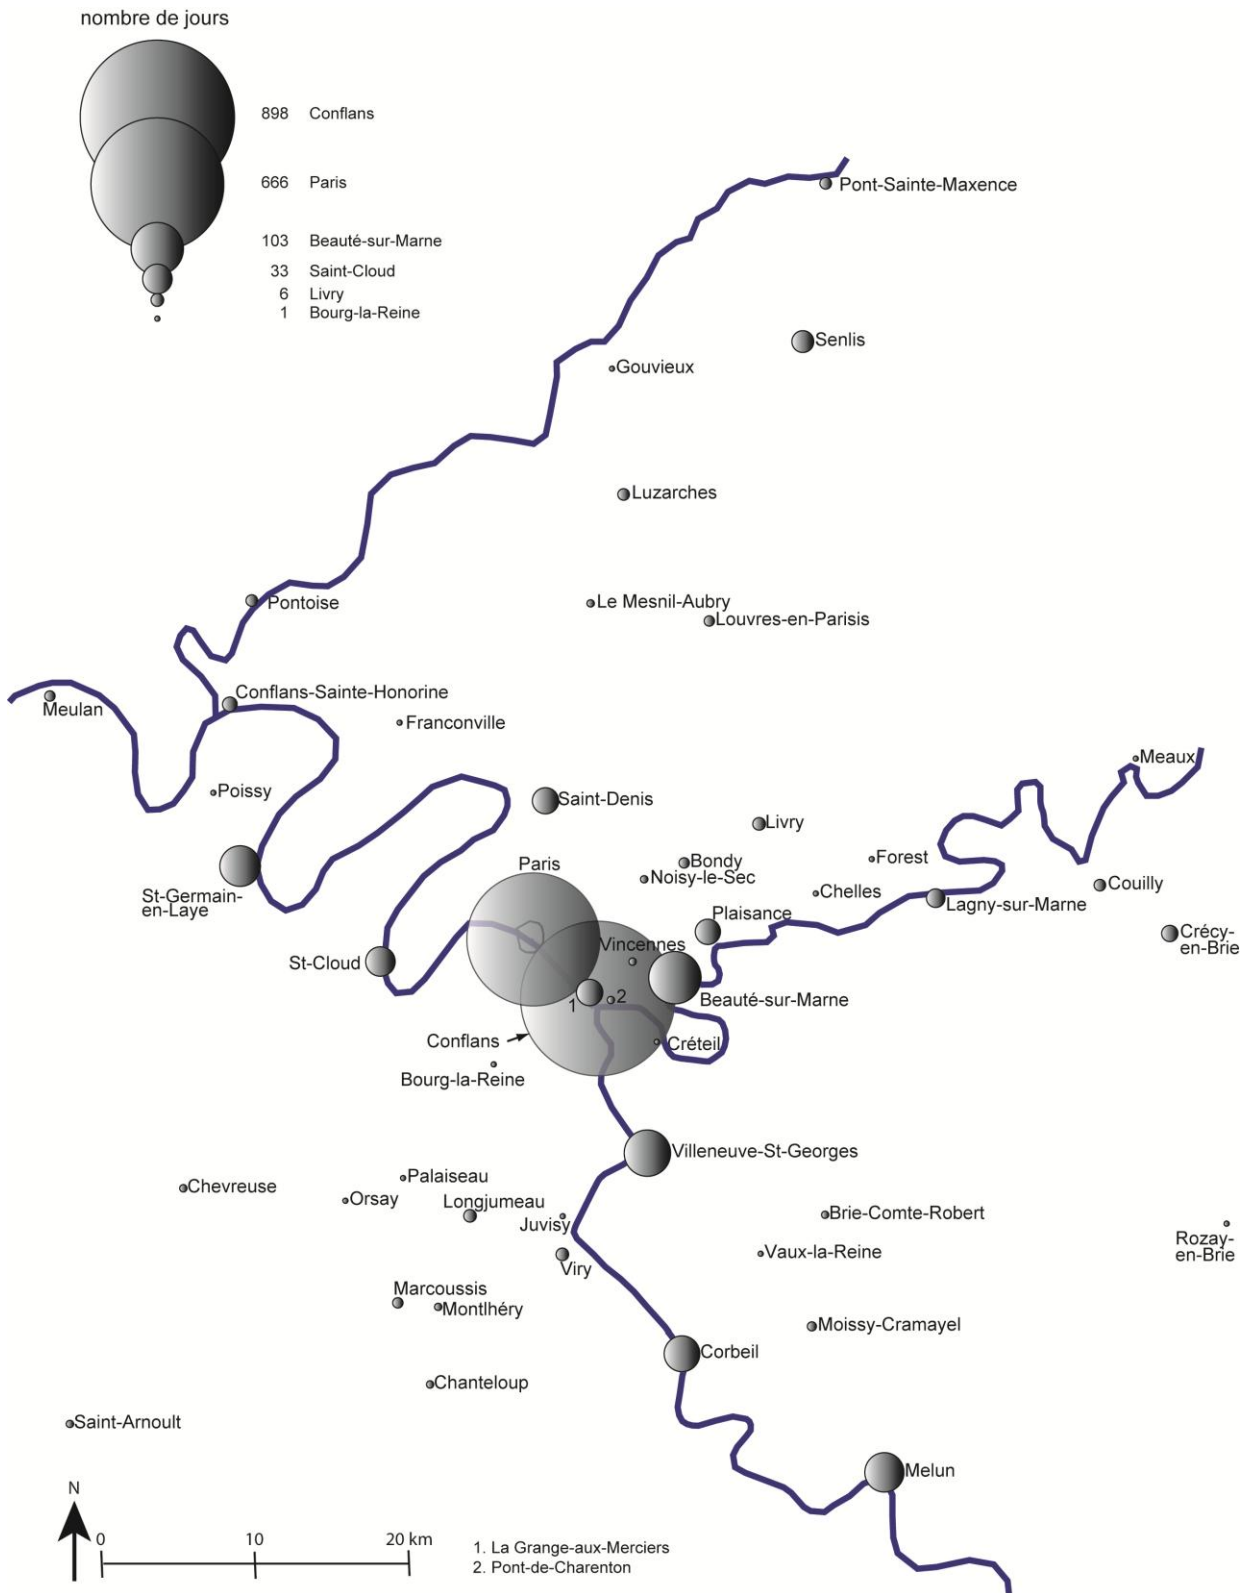 nombre de jours
898 Conflans
666 Paris
103 Beauté-sur-Marne
33 Saint-Cloud
6 Livry
1 Bourg-la-Reine
Pont-Sainte-Maxence
Senlis
Gouvieux
Luzarches
Pontoise
Le Mesnil-Aubry
Louvres-en-Parisis
Conflans-Sainte-Honorine
Meulan
Franconville
Meaux
Poissy
Saint-Denis
Livry
Paris
Bondy
Forest
Noisy-le-Sec
Chelles
Couilly
St-Germain-
en-Laye
Lagny-sur-Marne
Plaisance
Crécy-
en-Brie
Vincennes
St-Cloud
Beauté-sur-Marne
1
2
Conflans
Créteil
Bourg-la-Reine
Villeneuve-St-Georges
Palaiseau
Chevreuse
Orsay
Longjumeau
Juvisy
Brie-Comte-Robert
Rozay-
en-Brie
Vaux-la-Reine
Viry
Marcoussis
Montlhéry
Moissy-Cramayel
Corbeil
Chanteloup
Saint-Arnoult
Melun
N
0 10 20 km
1. La Grange-aux-Merciers
2. Pont-de-Charenton